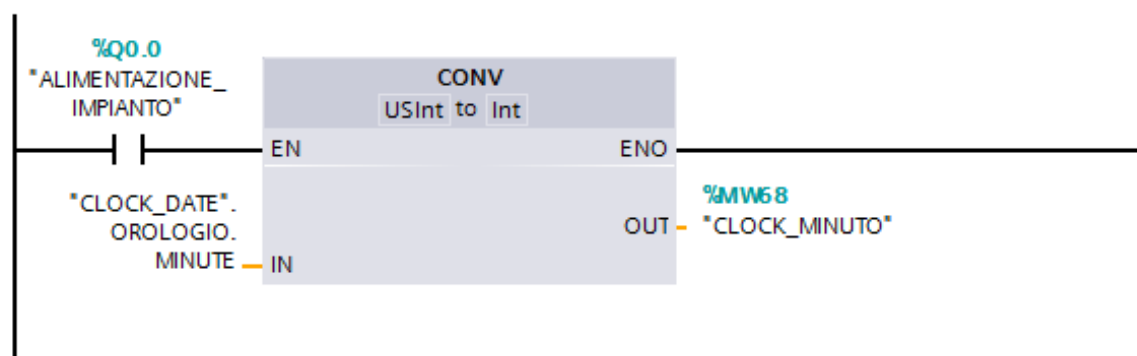 %Q0.0
"ALIMENTAZIONE_
IMPIANTO"
CONV
USInt to Int
EN
ENO
"CLOCK_DATE".
OROLOGIO.
MINUTE
IN
OUT
%MW68
"CLOCK_MINUTO"